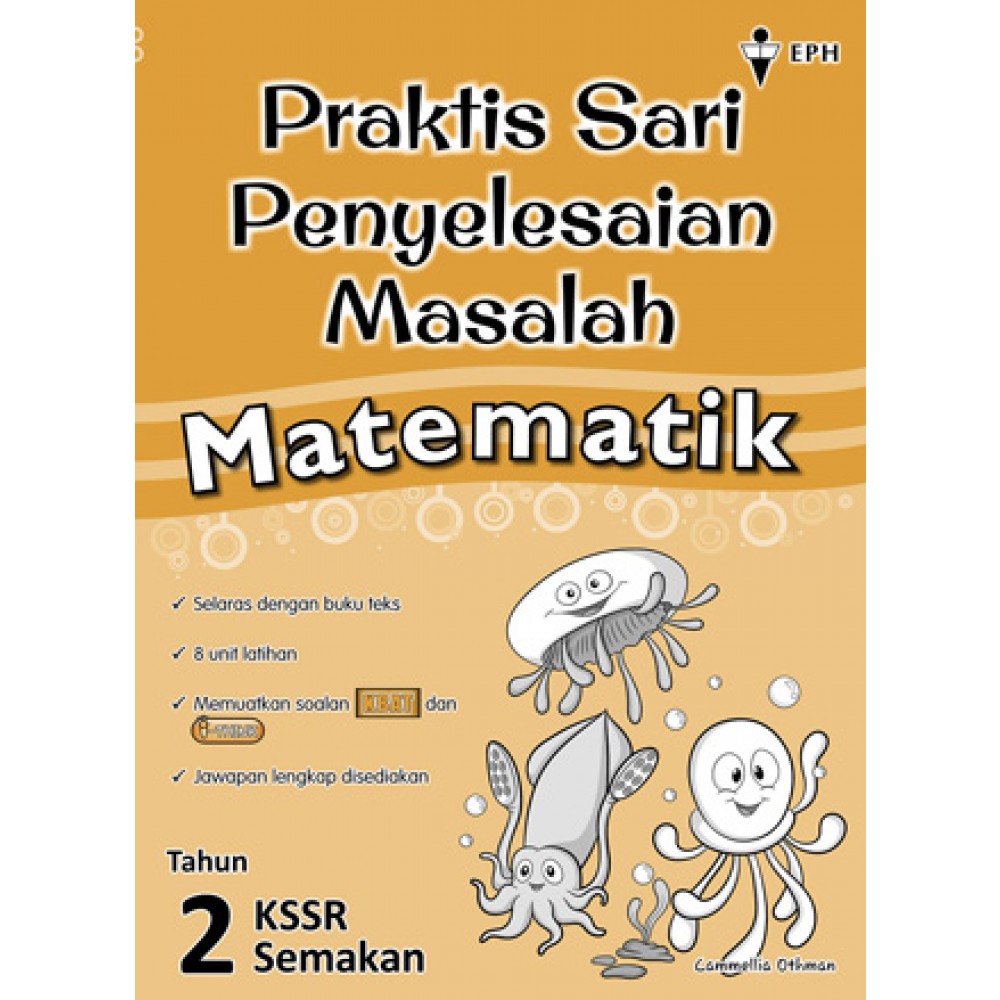 EPH
Praktis Sari
Penyelesaian
Masalah
Matematik
✓ Selaras dengan buku teks
✓ 8 unit latihan
✓ Memuatkan soalan KBAT dan
i-THINK
✓ Jawapan lengkap disediakan
Tahun
2 KSSR
Semakan
Cammellia Othman